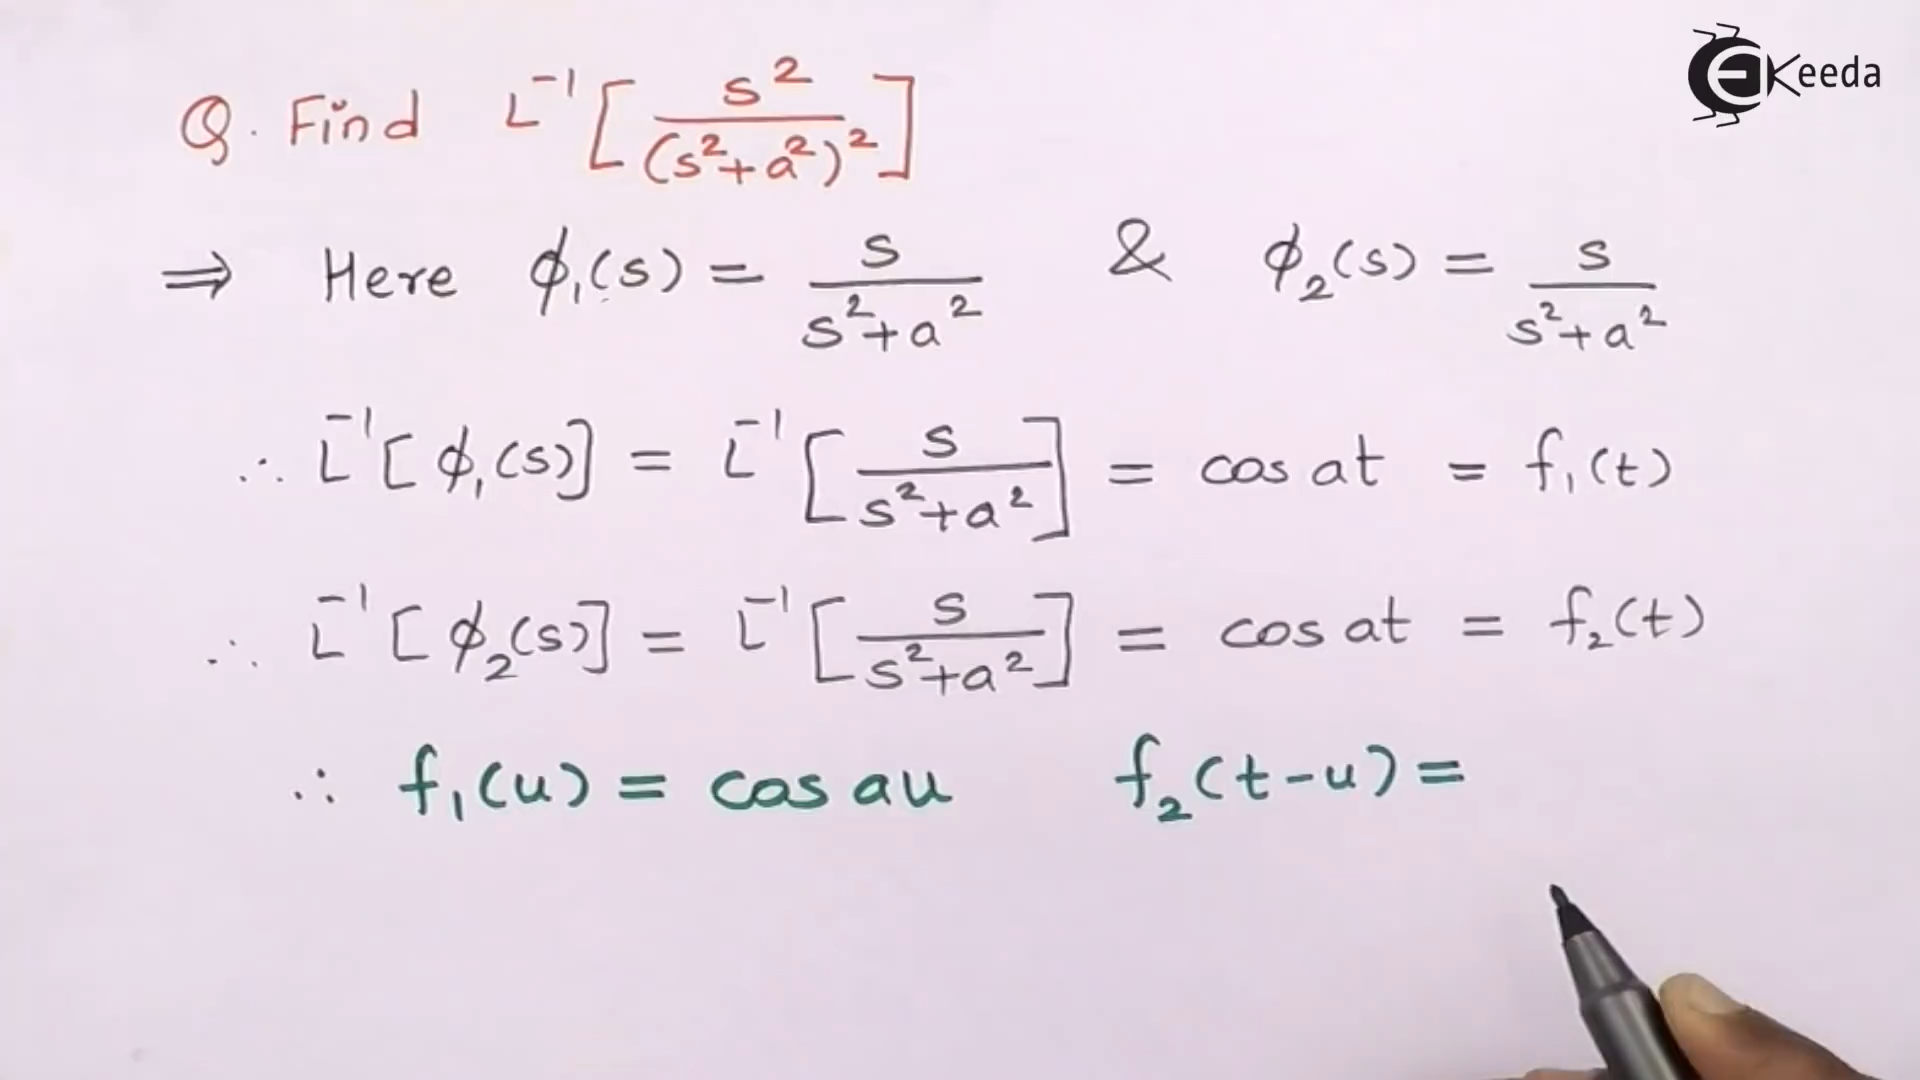 EKeeda
Q. Find L⁻¹[s²/(s²+a²)²]
⇒ Here ϕ₁(s) = s/(s²+a²) & ϕ₂(s) = s/(s²+a²)
∴ L⁻¹[ϕ₁(s)] = L⁻¹[s/(s²+a²)] = cos at = f₁(t)
∴ L⁻¹[ϕ₂(s)] = L⁻¹[s/(s²+a²)] = cos at = f₂(t)
∴ f₁(u) = cos au f₂(t-u) =